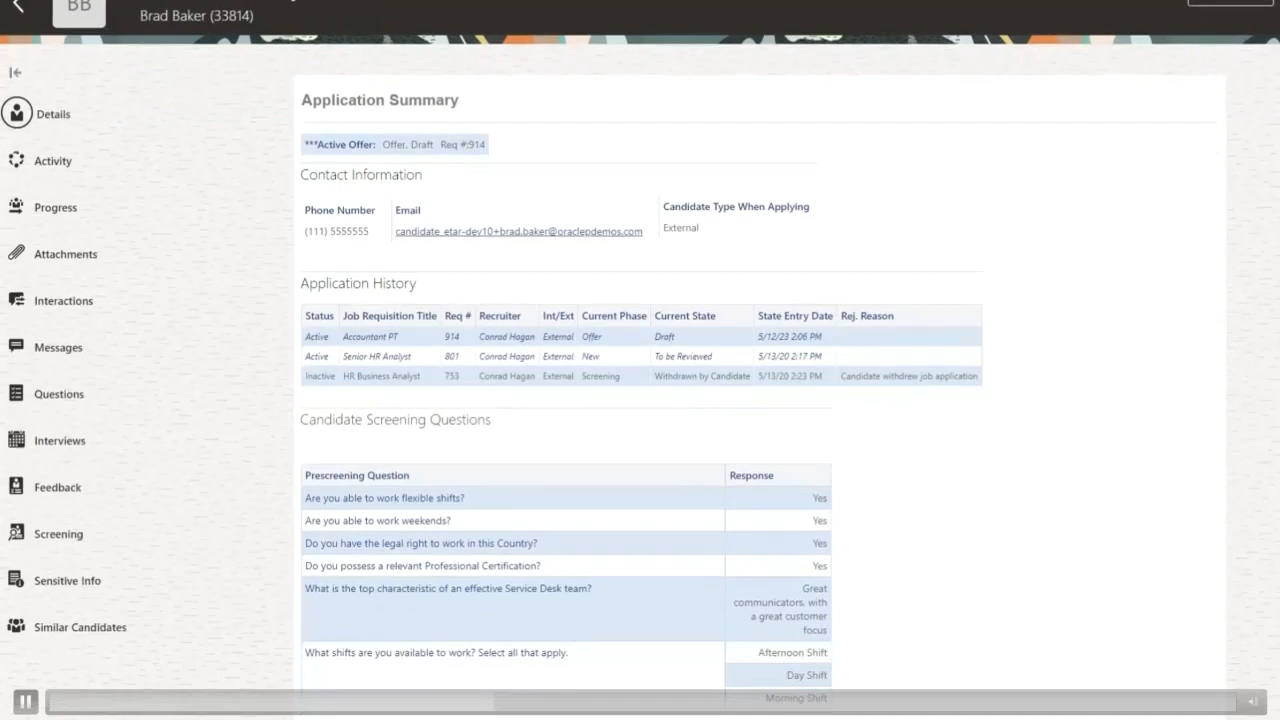 BB
Brad Baker (33814)
Details
Activity
Progress
Attachments
Interactions
Messages
Questions
Interviews
Feedback
Screening
Sensitive Info
Similar Candidates
Application Summary
***Active Offer: Offer, Draft Req #:914
Contact Information
Phone Number Email Candidate Type When Applying
(111) 5555555 candidate_etar-dev10+brad.baker@oraclepdemos.com External
Application History
Status Job Requisition Title Req # Recruiter Int/Ext Current Phase Current State State Entry Date Rej. Reason
Active Accountant PT 914 Conrad Hagan External Offer Draft 5/12/23 2:06 PM
Active Senior HR Analyst 801 Conrad Hagan External New To be Reviewed 5/13/20 2:17 PM
Inactive HR Business Analyst 753 Conrad Hagan External Screening Withdrawn by Candidate 5/13/20 2:23 PM Candidate withdrew job application
Candidate Screening Questions
Prescreening Question Response
Are you able to work flexible shifts? Yes
Are you able to work weekends? Yes
Do you have the legal right to work in this Country? Yes
Do you possess a relevant Professional Certification? Yes
What is the top characteristic of an effective Service Desk team? Great
communicators, with
a great customer
focus
What shifts are you available to work? Select all that apply. Afternoon Shift
Day Shift
Morning Shift